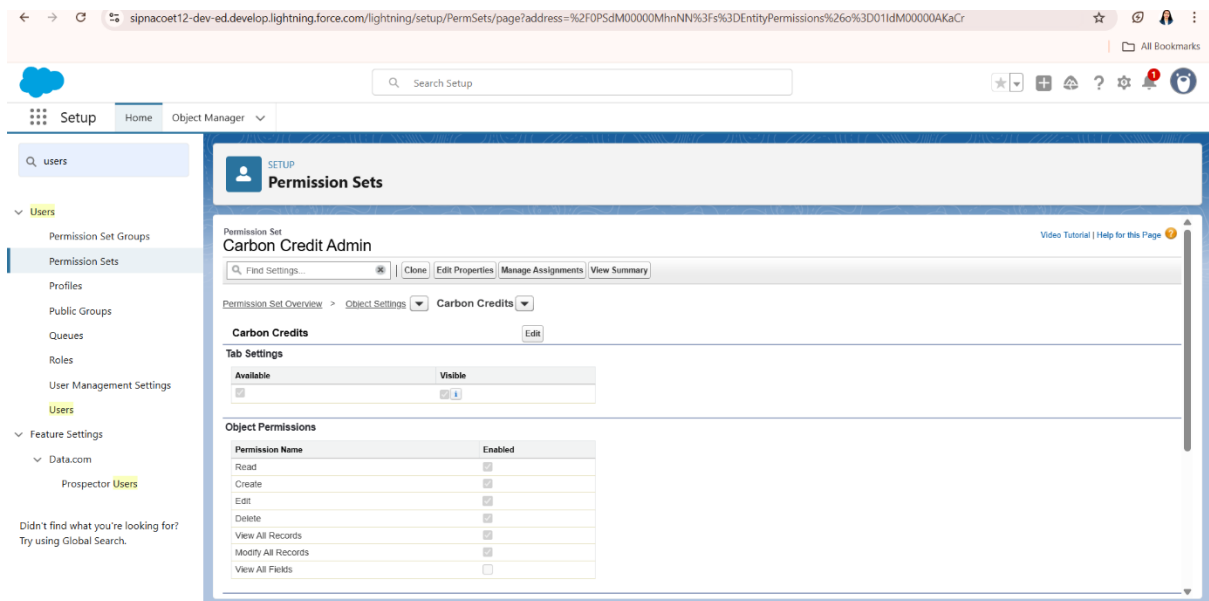 sipnacoet12-dev-ed.develop.lightning.force.com/lightning/setup/PermSets/page?address=%2F0PSdM00000MhnNN%3Fs%3DEntityPermissions%26o%3D01IdM00000AKaCr
All Bookmarks
Search Setup
1
Setup Home Object Manager
users
Users
Permission Set Groups
Permission Sets
Profiles
Public Groups
Queues
Roles
User Management Settings
Users
Feature Settings
Data.com
Prospector Users
Didn't find what you're looking for?
Try using Global Search.
SETUP
Permission Sets
Permission Set
Carbon Credit Admin
Video Tutorial | Help for this Page ?
Find Settings... | Clone Edit Properties Manage Assignments View Summary
Permission Set Overview > Object Settings Carbon Credits
Carbon Credits Edit
Tab Settings
Available Visible
i
Object Permissions
Permission Name Enabled
Read
Create
Edit
Delete
View All Records
Modify All Records
View All Fields